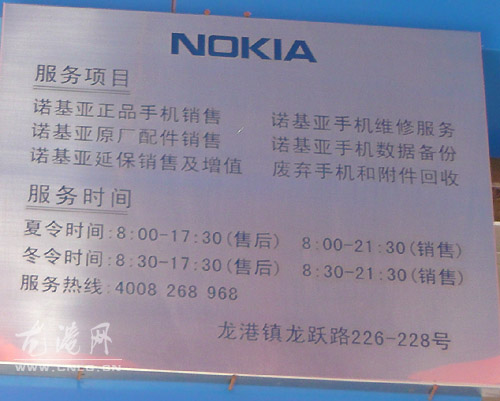 NOKIA
服务项目
诺基亚正品手机销售 诺基亚手机维修服务
诺基亚原厂配件销售 诺基亚手机数据备份
诺基亚延保销售及增值 废弃手机和附件回收
服务时间
夏令时间:8:00-17:30(售后) 8:00-21:30(销售)
冬令时间:8:30-17:30(售后) 8:30-21:30(销售)
服务热线:4008 268 968
龙港镇龙跃路226-228号
龙港网
www.cnlg.cn